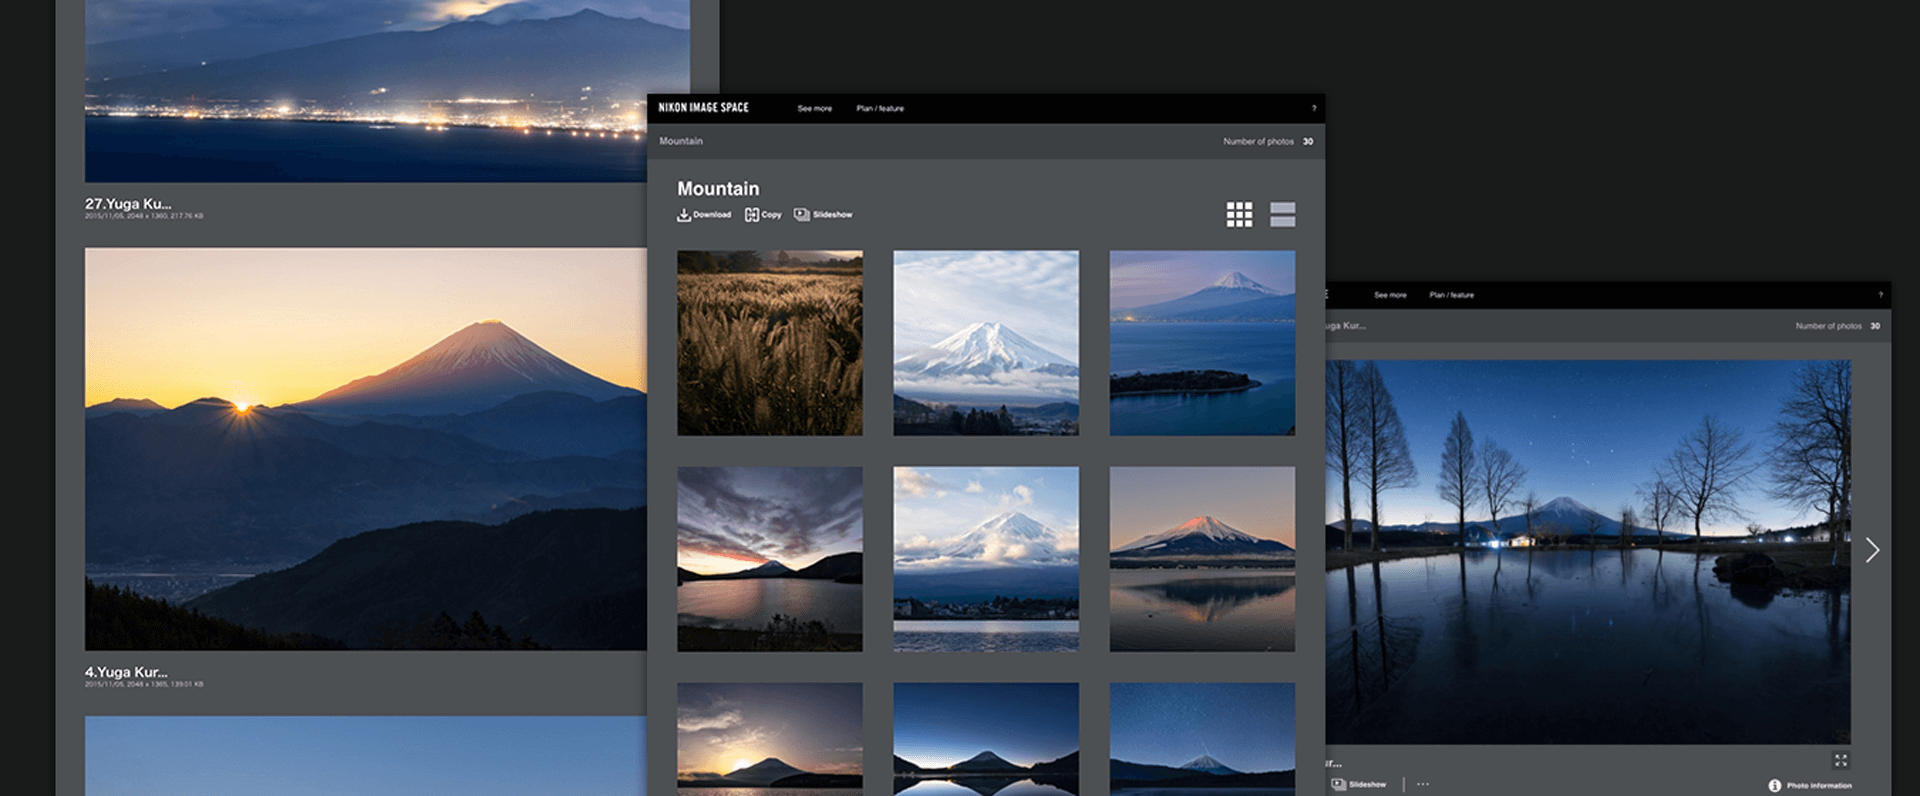 27.Yuga Ku...
2015/11/05, 2048 x 1360, 217.76 KB
4.Yuga Kur...
2015/11/05, 2048 x 1365, 139.01 KB
NIKON IMAGE SPACE See more Plan / feature ?
Mountain Number of photos 30
Mountain
Download Copy Slideshow
E See more Plan / feature ?
uga Kur... Number of photos 30
ur...
Slideshow ... Photo information